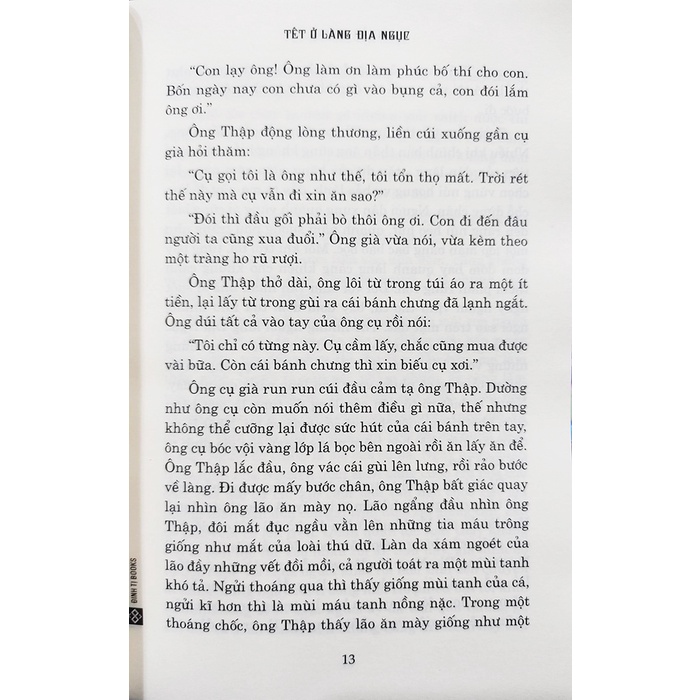 TẾT Ở LÀNG ĐỊA NGỤC
“Con lạy ông! Ông làm ơn làm phúc bố thí cho con.
Bốn ngày nay con chưa có gì vào bụng cả, con đói lắm
ông ơi.”
Ông Thập động lòng thương, liền cúi xuống gần cụ
già hỏi thăm:
“Cụ gọi tôi là ông như thế, tôi tổn thọ mất. Trời rét
thế này mà cụ vẫn đi xin ăn sao?”
“Đói thì đầu gối phải bò thôi ông ơi. Con đi đến đâu
người ta cũng xua đuổi.” Ông già vừa nói, vừa kèm theo
một tràng ho rũ rượi.
Ông Thập thở dài, ông lôi từ trong túi áo ra một ít
tiền, lại lấy từ trong gùi ra cái bánh chưng đã lạnh ngắt.
Ông dúi tất cả vào tay của ông cụ rồi nói:
“Tôi chỉ có từng này. Cụ cầm lấy, chắc cũng mua được
vài bữa. Còn cái bánh chưng thì xin biếu cụ xơi.”
Ông cụ già run run cúi đầu cảm tạ ông Thập. Dường
như ông cụ còn muốn nói thêm điều gì nữa, thế nhưng
không thể cưỡng lại được sức hút của cái bánh trên tay,
ông cụ bóc vội vàng lớp lá bọc bên ngoài rồi ăn lấy ăn để.
Ông Thập lắc đầu, ông vác cái gùi lên lưng, rồi rảo bước
về làng. Đi được mấy bước chân, ông Thập bất giác quay
lại nhìn ông lão ăn mày nọ. Lão ngẩng đầu nhìn ông
Thập, đôi mắt đục ngầu vằn lên những tia máu trông
giống như mắt của loài thú dữ. Làn da xám ngoét của
lão đầy những vết đồi mồi, cả người toát ra một mùi tanh
khó tả. Ngửi thoáng qua thì thấy giống mùi tanh của cá,
ngửi kĩ hơn thì là mùi máu tanh nồng nặc. Trong một
thoáng chốc, ông Thập thấy lão ăn mày giống như một
13
ĐINH TỊ BOOKS